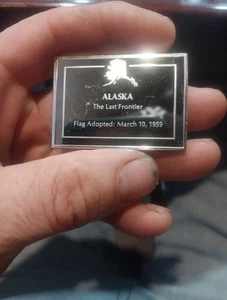 ALASKA
The Last Frontier
Flag Adopted: March 10, 1959